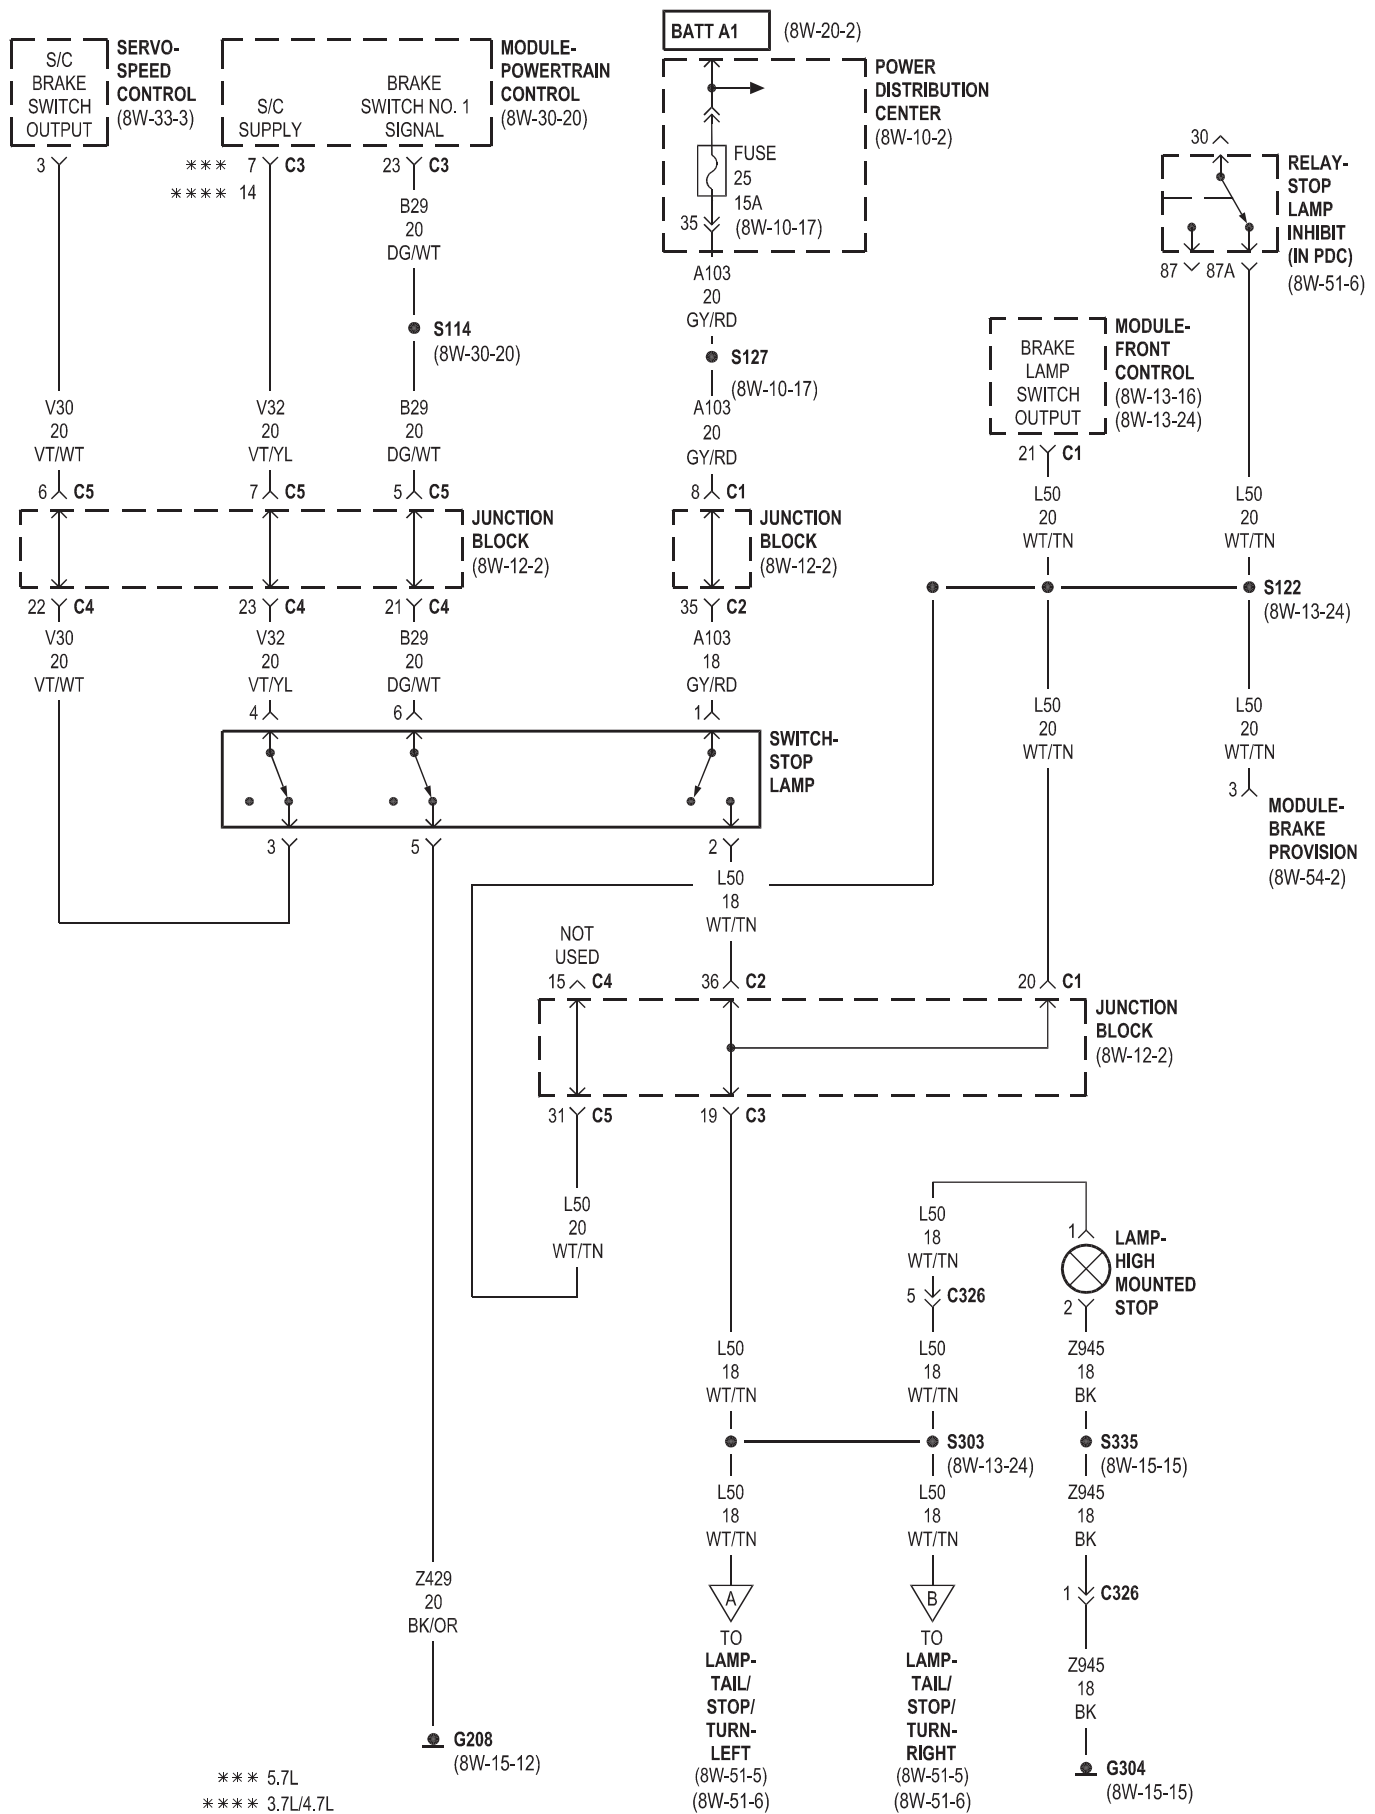 BATT A1 (8W-20-2)
S/C
BRAKE
SWITCH
OUTPUT
SERVO-
SPEED
CONTROL
(8W-33-3)
S/C
SUPPLY
BRAKE
SWITCH NO. 1
SIGNAL
MODULE-
POWERTRAIN
CONTROL
(8W-30-20)
POWER
DISTRIBUTION
CENTER
(8W-10-2)
FUSE
25
15A
(8W-10-17)
35
30
RELAY-
STOP
LAMP
INHIBIT
(IN PDC)
(8W-51-6)
87 87A
3
*** 7 C3
**** 14
23 C3
B29
20
DG/WT
S114
(8W-30-20)
A103
20
GY/RD
S127
(8W-10-17)
BRAKE
LAMP
SWITCH
OUTPUT
MODULE-
FRONT
CONTROL
(8W-13-16)
(8W-13-24)
21 C1
V30
20
VT/WT
V32
20
VT/YL
B29
20
DG/WT
A103
20
GY/RD
L50
20
WT/TN
L50
20
WT/TN
6 C5
7 C5
5 C5
8 C1
JUNCTION
BLOCK
(8W-12-2)
JUNCTION
BLOCK
(8W-12-2)
S122
(8W-13-24)
22 C4
23 C4
21 C4
35 C2
V30
20
VT/WT
V32
20
VT/YL
B29
20
DG/WT
A103
18
GY/RD
L50
20
WT/TN
L50
20
WT/TN
4
6
1
SWITCH-
STOP
LAMP
3
MODULE-
BRAKE
PROVISION
(8W-54-2)
3
5
2
L50
18
WT/TN
NOT
USED
15 C4
36 C2
20 C1
JUNCTION
BLOCK
(8W-12-2)
31 C5
19 C3
L50
20
WT/TN
L50
18
WT/TN
5 C326
1
LAMP-
HIGH
MOUNTED
STOP
2
L50
18
WT/TN
L50
18
WT/TN
Z945
18
BK
S303
(8W-13-24)
S335
(8W-15-15)
L50
18
WT/TN
L50
18
WT/TN
Z945
18
BK
Z429
20
BK/OR
A
B
1 C326
TO
LAMP-
TAIL/
STOP/
TURN-
LEFT
(8W-51-5)
(8W-51-6)
TO
LAMP-
TAIL/
STOP/
TURN-
RIGHT
(8W-51-5)
(8W-51-6)
Z945
18
BK
G208
(8W-15-12)
G304
(8W-15-15)
*** 5.7L
**** 3.7L/4.7L